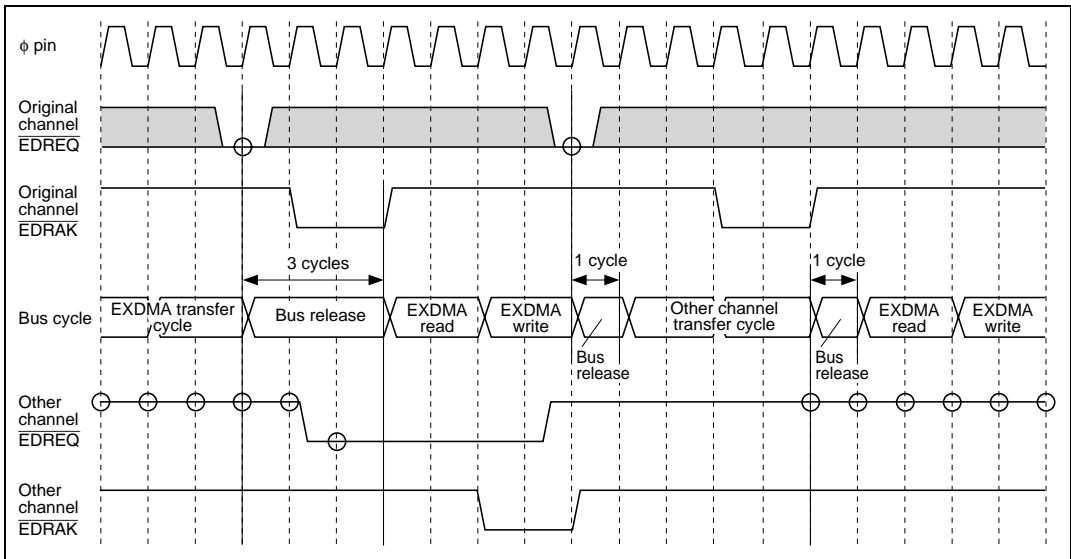 ϕ pin
Original
channel
EDREQ
Original
channel
EDRAK
3 cycles
1 cycle
1 cycle
Bus cycle
EXDMA transfer
cycle
Bus release
EXDMA
read
EXDMA
write
Bus
release
Other channel
transfer cycle
Bus
release
EXDMA
read
EXDMA
write
Other
channel
EDREQ
Other
channel
EDRAK